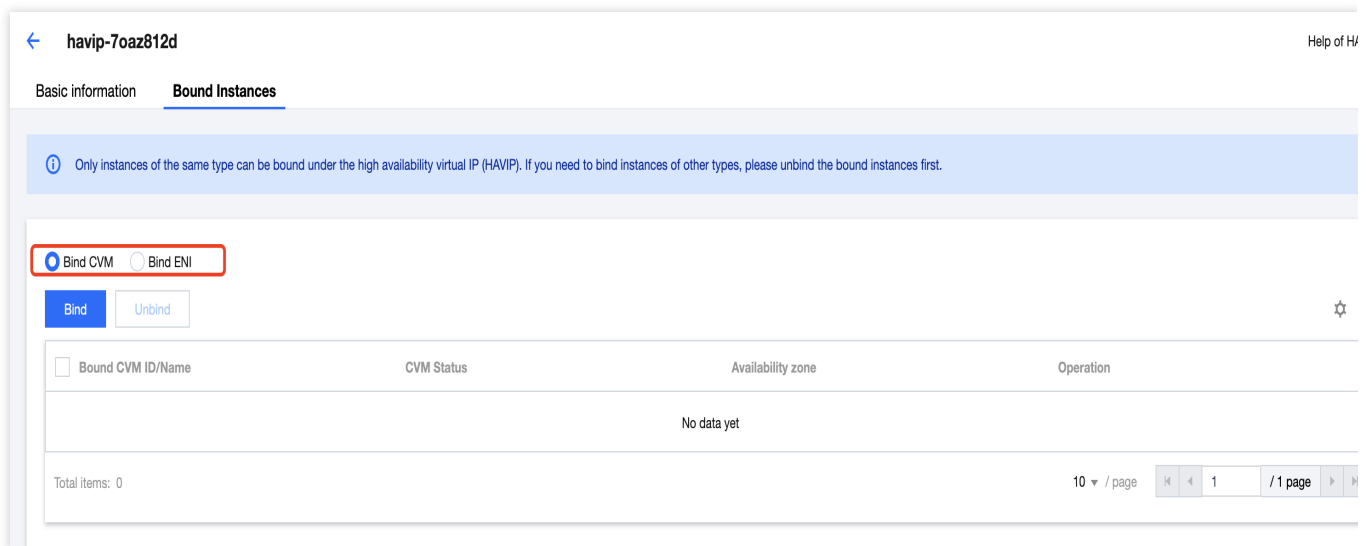 havip-7oaz812d
Help of HA
Basic information Bound Instances
Only instances of the same type can be bound under the high availability virtual IP (HAVIP). If you need to bind instances of other types, please unbind the bound instances first.
Bind CVM Bind ENI
Bind Unbind
Bound CVM ID/Name CVM Status Availability zone Operation
No data yet
Total items: 0 10 / page 1 / 1 page